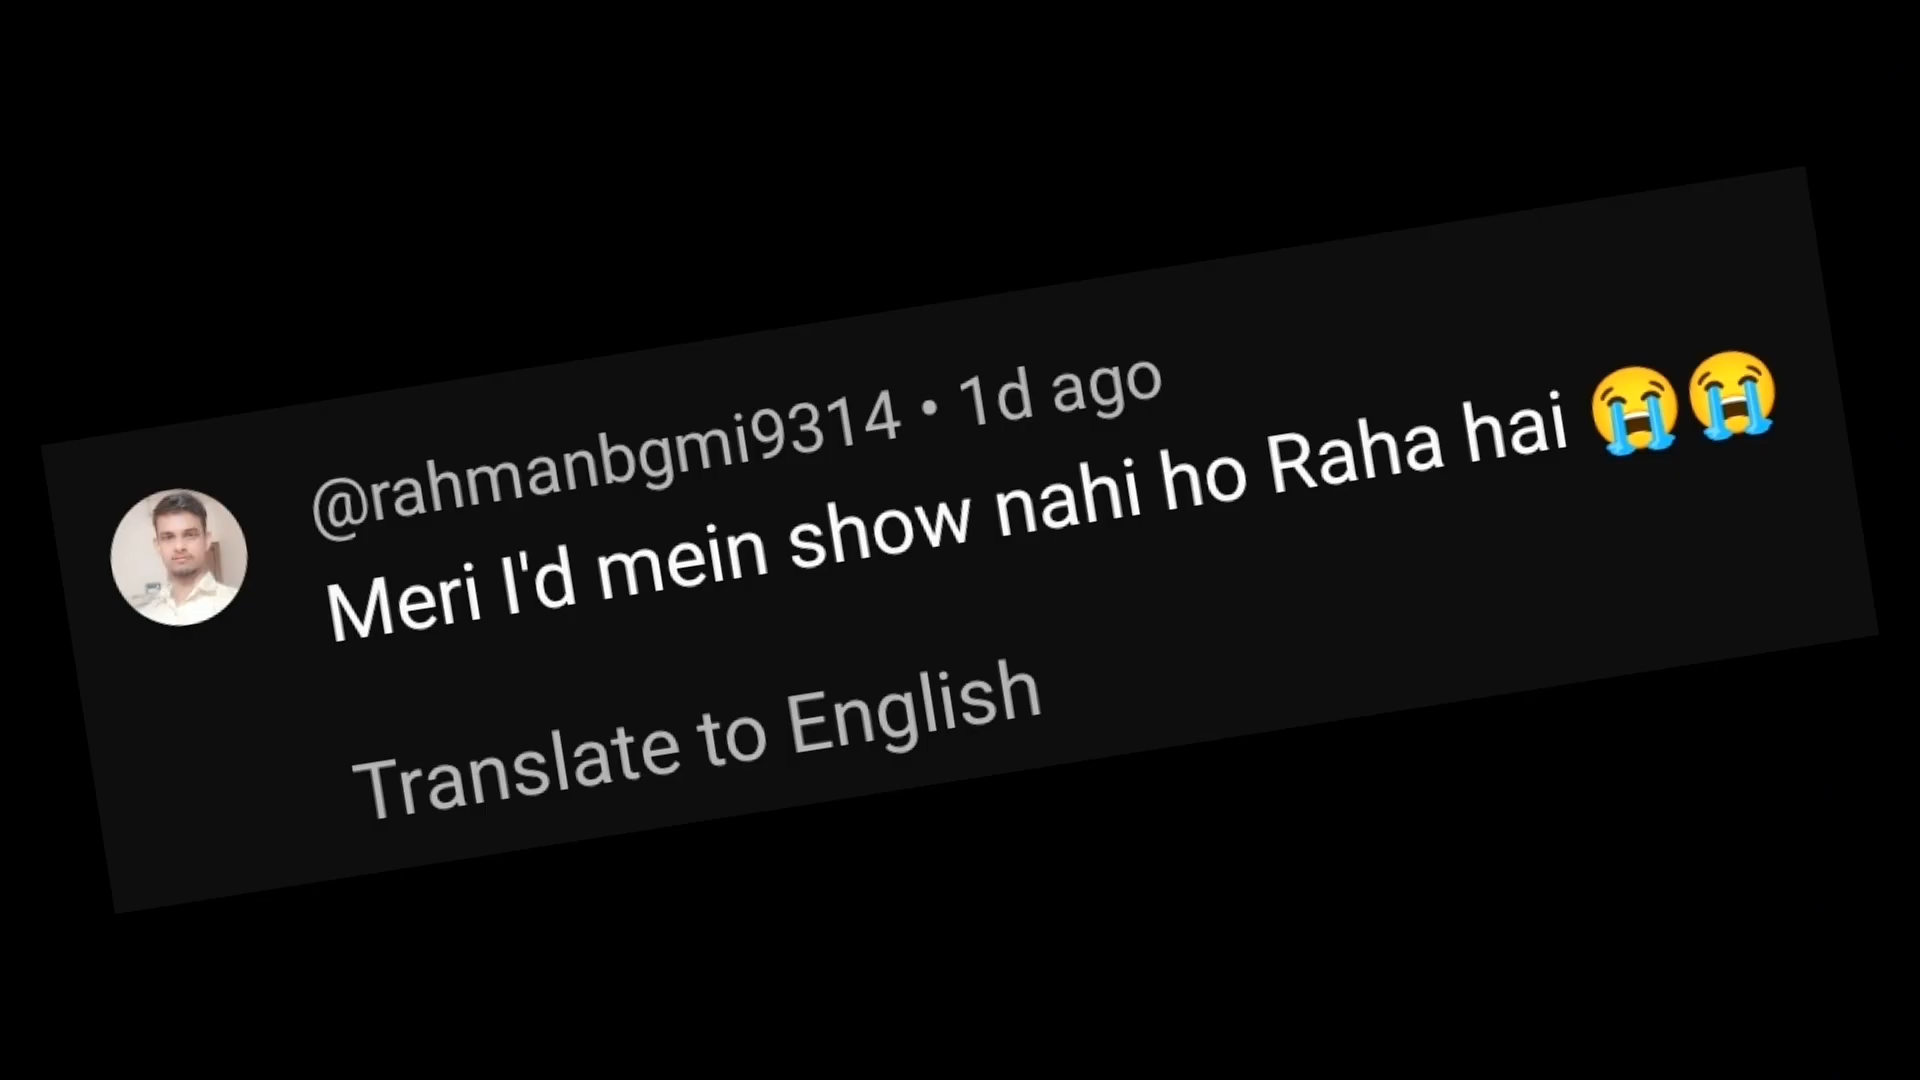 @rahmanbgmi9314 • 1d ago
Meri I'd mein show nahi ho Raha hai 😭😭
Translate to English